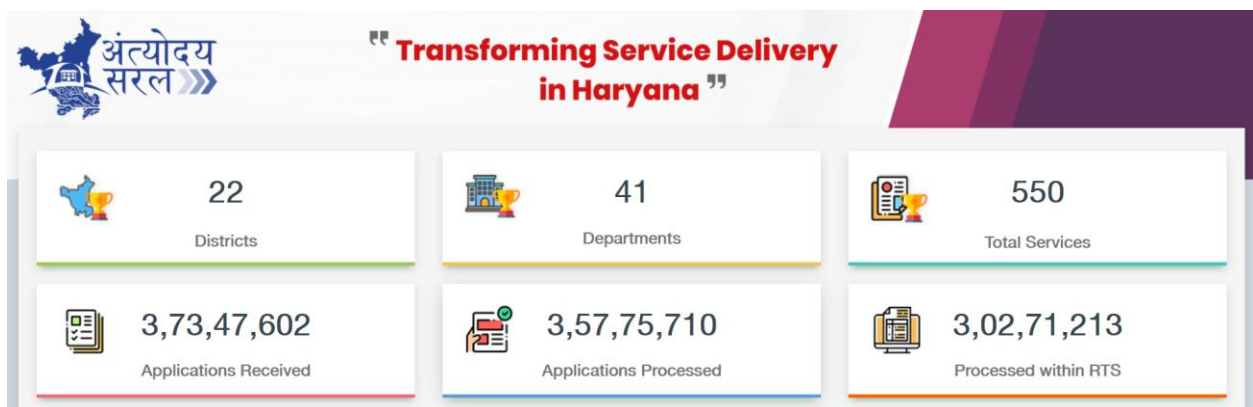 अंत्योदय
सरल
" Transforming Service Delivery
in Haryana "
22
Districts
41
Departments
550
Total Services
3,73,47,602
Applications Received
3,57,75,710
Applications Processed
3,02,71,213
Processed within RTS